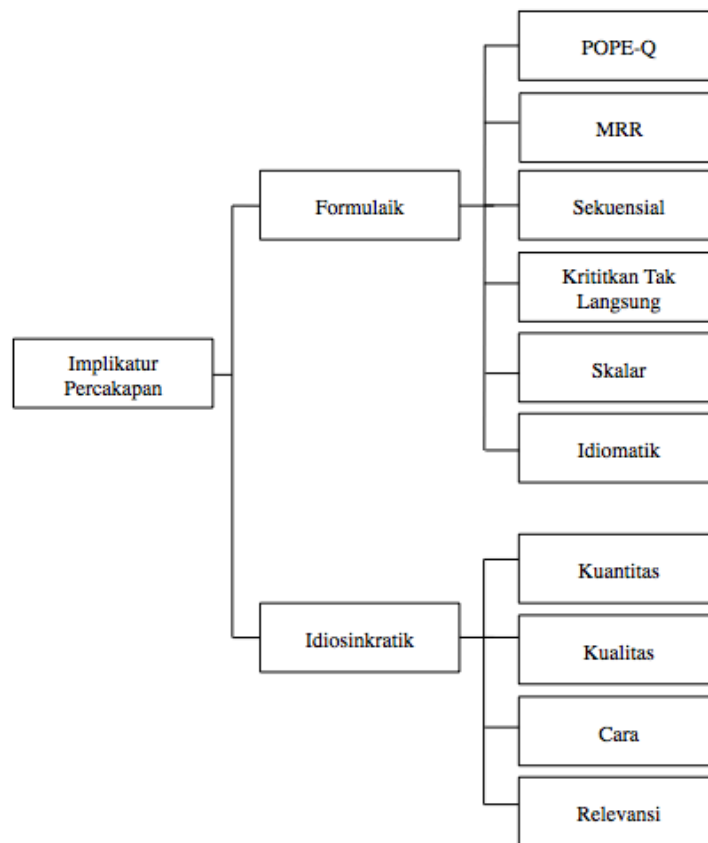 POPE-Q
MRR
Formulaik
Sekuensial
Krititkan Tak
Langsung
Implikatur
Percakapan
Skalar
Idiomatik
Kuantitas
Idiosinkratik
Kualitas
Cara
Relevansi